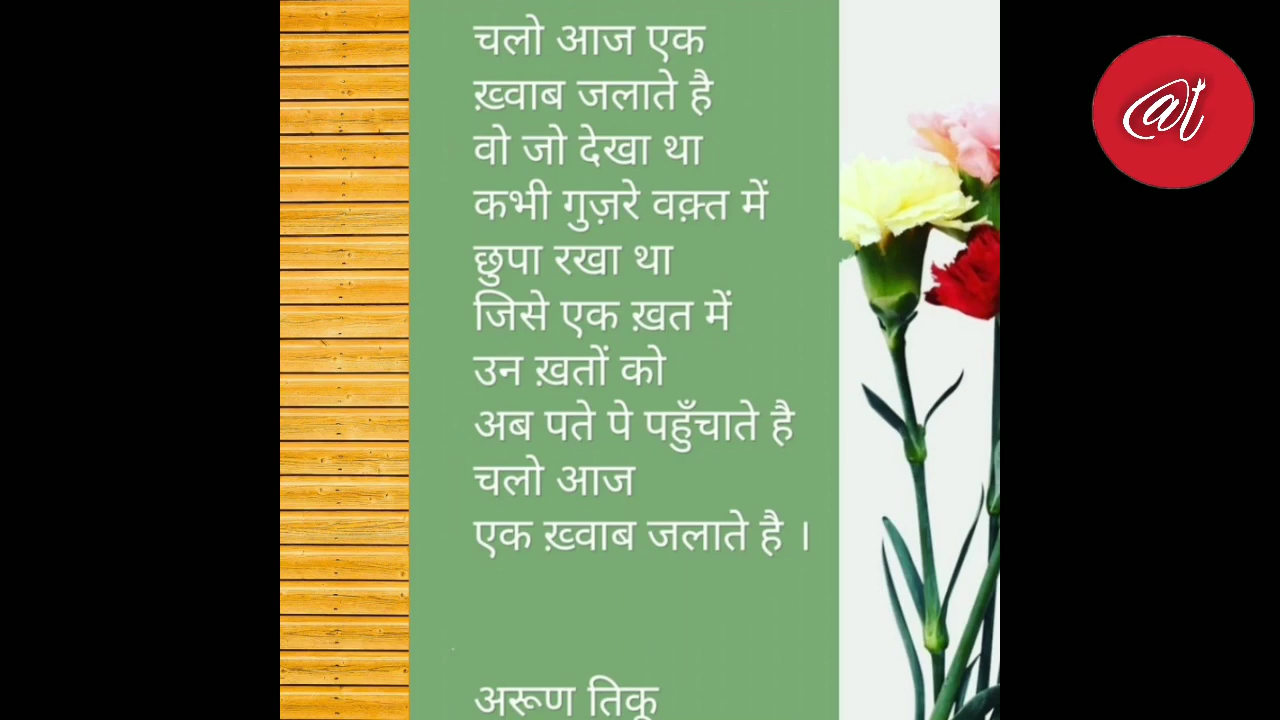 चलो आज एक
ख़्वाब जलाते है
वो जो देखा था
कभी गुज़रे वक़्त में
छुपा रखा था
जिसे एक ख़त में
उन ख़तों को
अब पते पे पहुँचाते है
चलो आज
एक ख़्वाब जलाते है ।
अरूण तिकू
@t